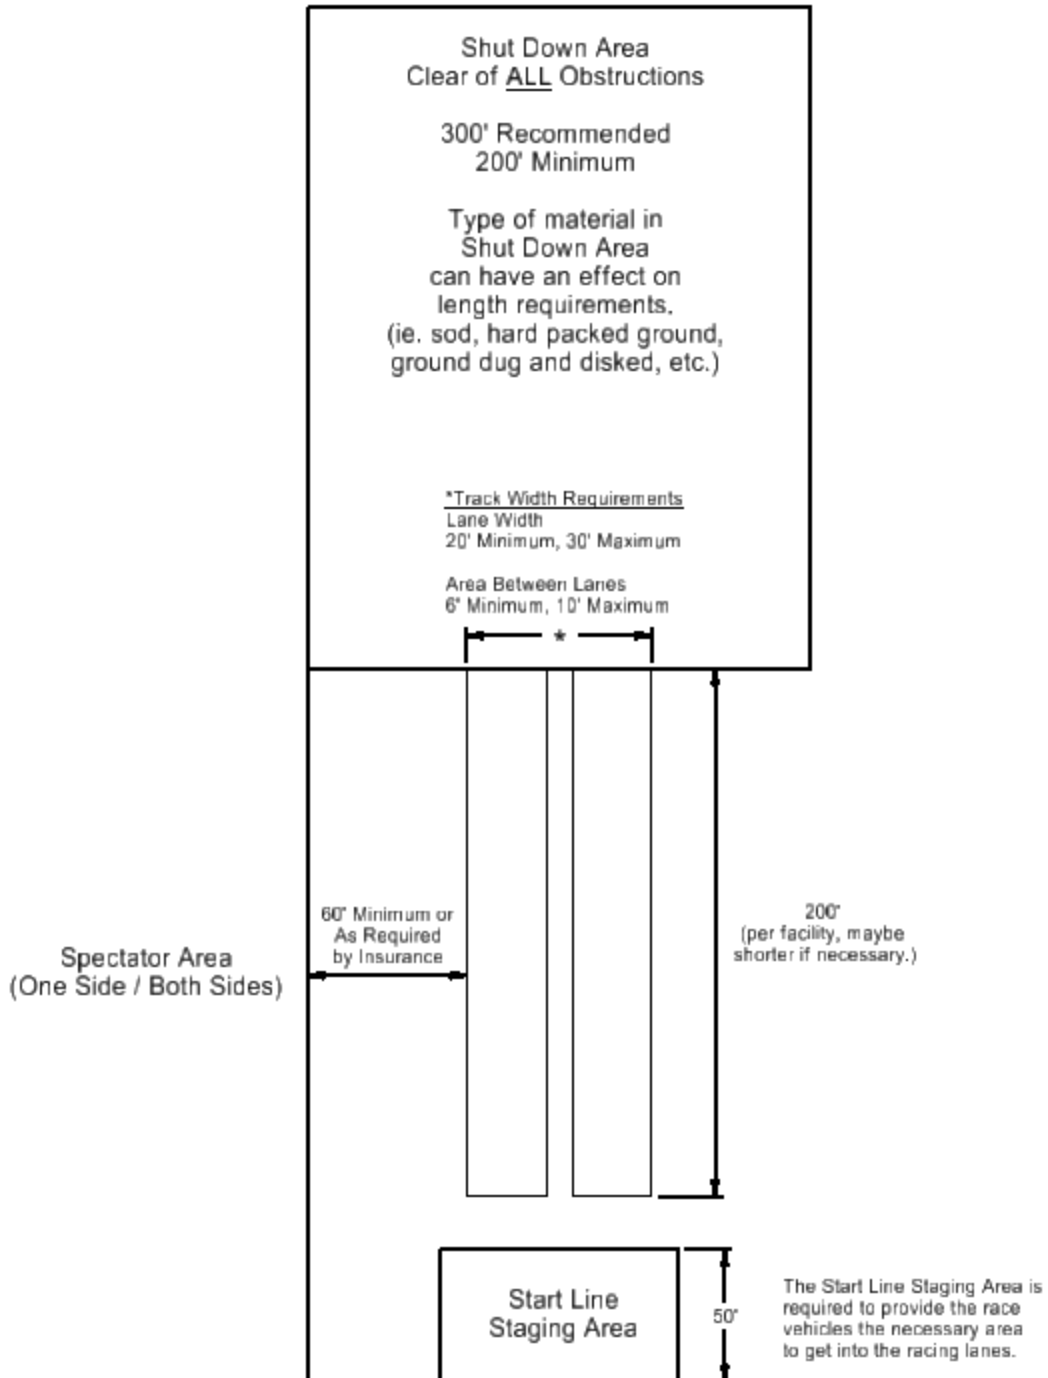 Shut Down Area
Clear of ALL Obstructions
300' Recommended
200' Minimum
Type of material in
Shut Down Area
can have an effect on
length requirements.
(ie. sod, hard packed ground,
ground dug and disked, etc.)
*Track Width Requirements
Lane Width
20' Minimum, 30' Maximum
Area Between Lanes
6' Minimum, 10' Maximum
*
60' Minimum or
As Required
by Insurance
200'
(per facility, maybe
shorter if necessary.)
Spectator Area
(One Side / Both Sides)
Start Line
Staging Area
50'
The Start Line Staging Area is
required to provide the race
vehicles the necessary area
to get into the racing lanes.